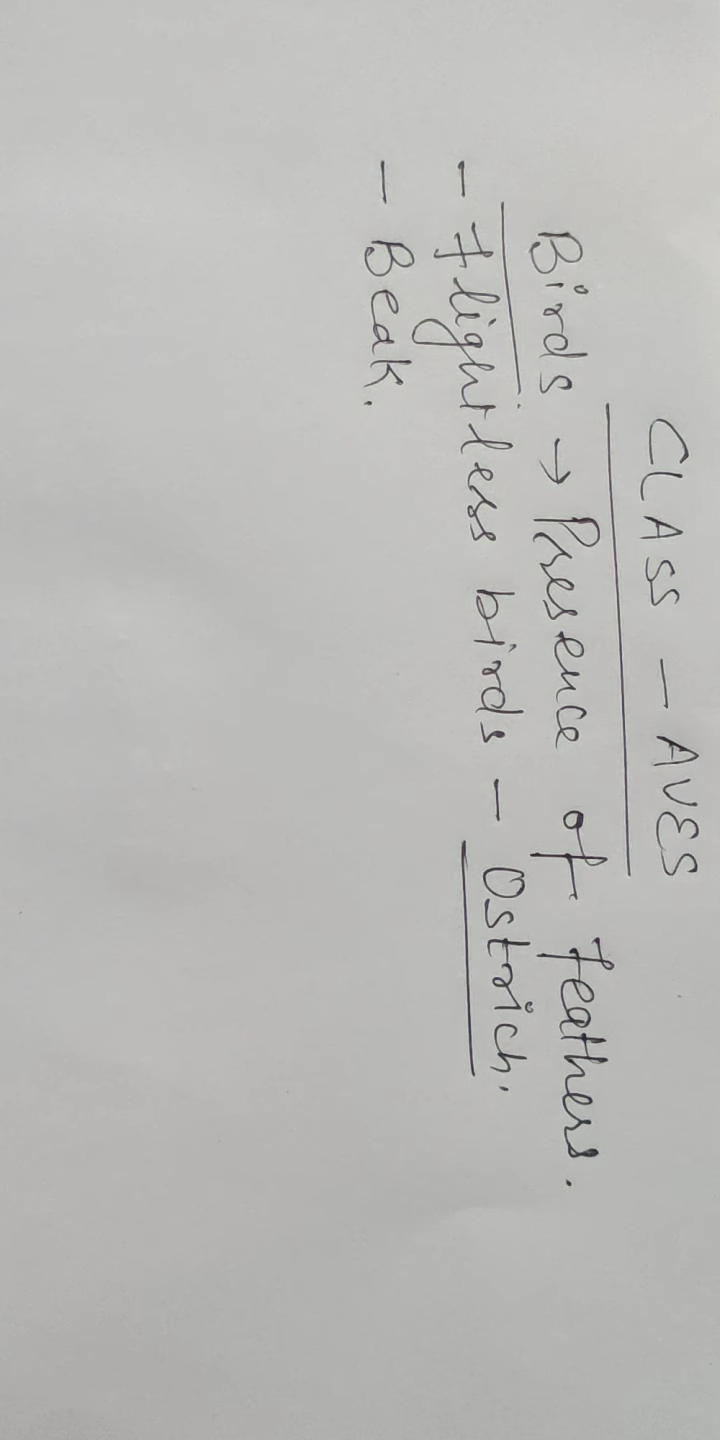 CLASS - AVES
Birds → Presence of feathers.
- Flightless birds - Ostrich.
- Beak.